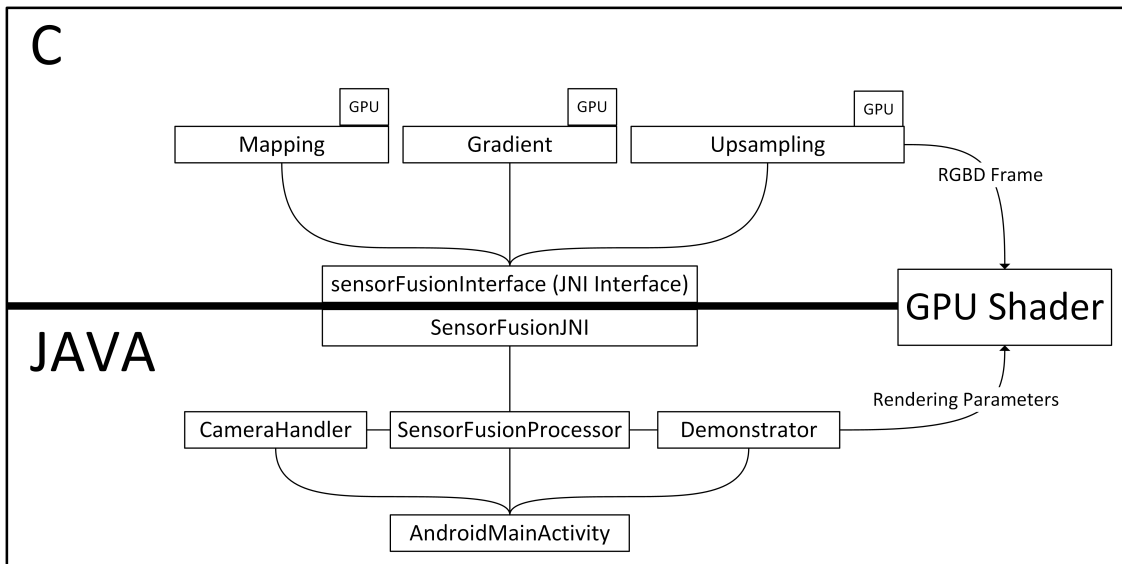 C
GPU
GPU
GPU
Mapping
Gradient
Upsampling
RGBD Frame
sensorFusionInterface (JNI Interface)
GPU Shader
SensorFusionJNI
JAVA
Rendering Parameters
CameraHandler
SensorFusionProcessor
Demonstrator
AndroidMainActivity